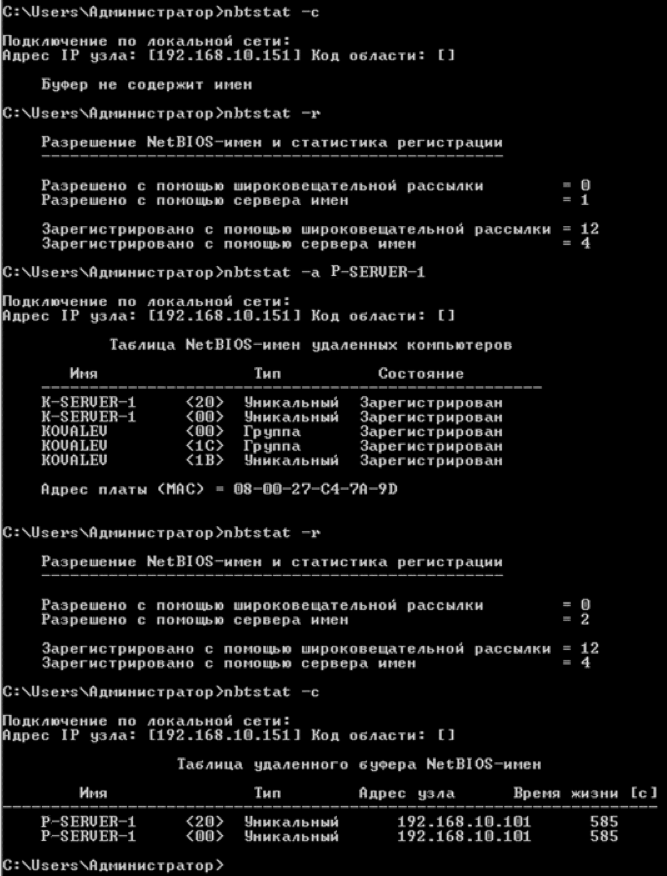 C:\Users\Администратор>nbtstat -c
Подключение по локальной сети:
Адрес IP узла: [192.168.10.151] Код области: []
Буфер не содержит имен
C:\Users\Администратор>nbtstat -r
Разрешение NetBIOS-имен и статистика регистрации
----------------------------------------------------
Разрешено с помощью широковещательной рассылки = 0
Разрешено с помощью сервера имен = 1
Зарегистрировано с помощью широковещательной рассылки = 12
Зарегистрировано с помощью сервера имен = 4
C:\Users\Администратор>nbtstat -a P-SERVER-1
Подключение по локальной сети:
Адрес IP узла: [192.168.10.151] Код области: []
Таблица NetBIOS-имен удаленных компьютеров
Имя Тип Состояние
----------------------------------------------------
K-SERVER-1 <20> Уникальный Зарегистрирован
K-SERVER-1 <00> Уникальный Зарегистрирован
KOVALEV <00> Группа Зарегистрирован
KOVALEV <1C> Группа Зарегистрирован
KOVALEV <1B> Уникальный Зарегистрирован
Адрес платы (MAC) = 08-00-27-C4-7A-9D
C:\Users\Администратор>nbtstat -r
Разрешение NetBIOS-имен и статистика регистрации
----------------------------------------------------
Разрешено с помощью широковещательной рассылки = 0
Разрешено с помощью сервера имен = 2
Зарегистрировано с помощью широковещательной рассылки = 12
Зарегистрировано с помощью сервера имен = 4
C:\Users\Администратор>nbtstat -c
Подключение по локальной сети:
Адрес IP узла: [192.168.10.151] Код области: []
Таблица удаленного буфера NetBIOS-имен
Имя Тип Адрес узла Время жизни [с]
----------------------------------------------------
P-SERVER-1 <20> Уникальный 192.168.10.101 585
P-SERVER-1 <00> Уникальный 192.168.10.101 585
C:\Users\Администратор>